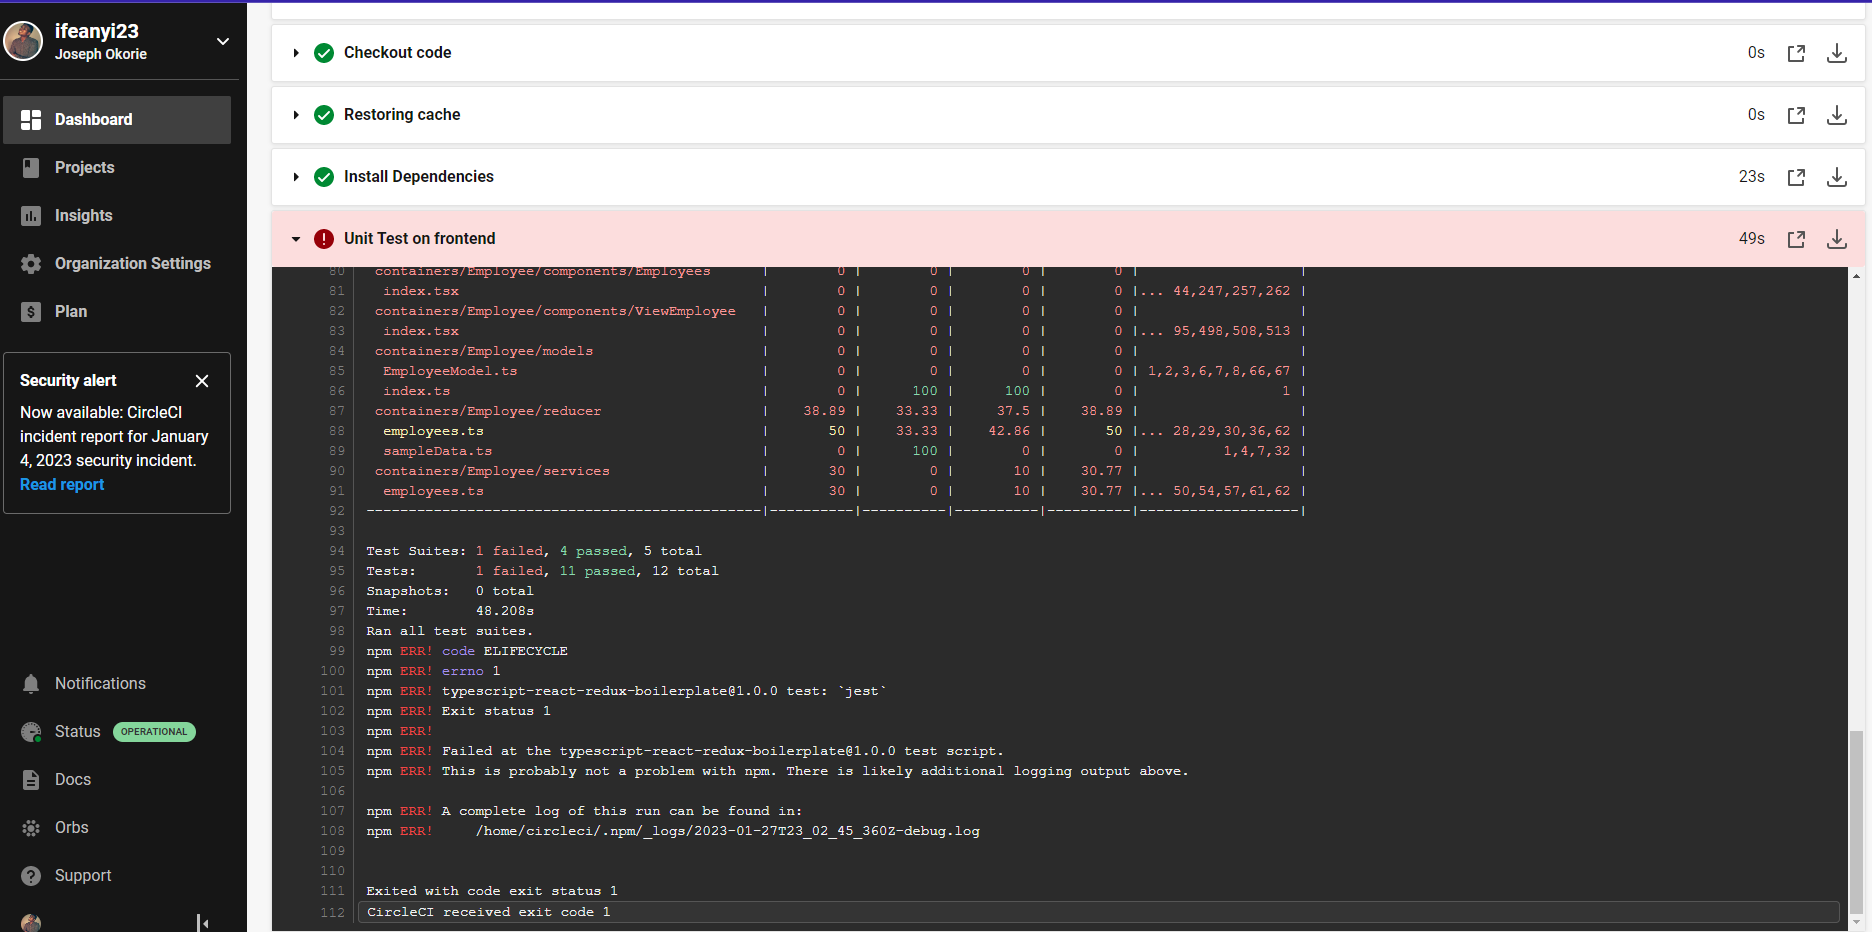 ifeanyi23
Joseph Okorie
Dashboard
Projects
Insights
Organization Settings
Plan
Security alert
Now available: CircleCI
incident report for January
4, 2023 security incident.
Read report
Notifications
Status OPERATIONAL
Docs
Orbs
Support
Checkout code 0s
Restoring cache 0s
Install Dependencies 23s
Unit Test on frontend 49s
80 containers/Employee/components/Employees | 0 | 0 | 0 | 0 | |
81 index.tsx | 0 | 0 | 0 | 0 |... 44,247,257,262 |
82 containers/Employee/components/ViewEmployee | 0 | 0 | 0 | 0 | |
83 index.tsx | 0 | 0 | 0 | 0 |... 95,498,508,513 |
84 containers/Employee/models | 0 | 0 | 0 | 0 | |
85 EmployeeModel.ts | 0 | 0 | 0 | 0 | 1,2,3,6,7,8,66,67 |
86 index.ts | 0 | 100 | 100 | 0 | 1 |
87 containers/Employee/reducer | 38.89 | 33.33 | 37.5 | 38.89 | |
88 employees.ts | 50 | 33.33 | 42.86 | 50 |... 28,29,30,36,62 |
89 sampleData.ts | 0 | 100 | 0 | 0 | 1,4,7,32 |
90 containers/Employee/services | 30 | 0 | 10 | 30.77 | |
91 employees.ts | 30 | 0 | 10 | 30.77 |... 50,54,57,61,62 |
92 -----------------------------------------------|----------|----------|----------|----------|-------------------|
93
94 Test Suites: 1 failed, 4 passed, 5 total
95 Tests: 1 failed, 11 passed, 12 total
96 Snapshots: 0 total
97 Time: 48.208s
98 Ran all test suites.
99 npm ERR! code ELIFECYCLE
100 npm ERR! errno 1
101 npm ERR! typescript-react-redux-boilerplate@1.0.0 test: `jest`
102 npm ERR! Exit status 1
103 npm ERR!
104 npm ERR! Failed at the typescript-react-redux-boilerplate@1.0.0 test script.
105 npm ERR! This is probably not a problem with npm. There is likely additional logging output above.
106
107 npm ERR! A complete log of this run can be found in:
108 npm ERR! /home/circleci/.npm/_logs/2023-01-27T23_02_45_360Z-debug.log
109
110
111 Exited with code exit status 1
112 CircleCI received exit code 1